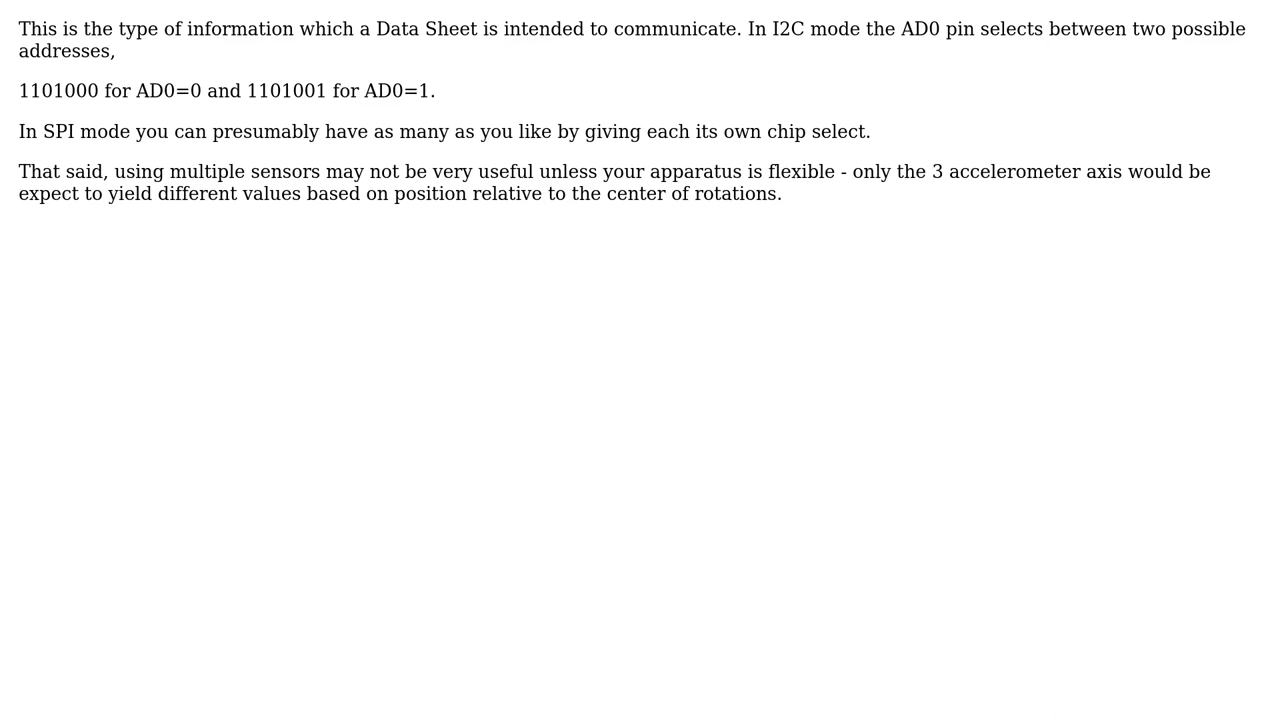 This is the type of information which a Data Sheet is intended to communicate. In I2C mode the AD0 pin selects between two possible
addresses,
1101000 for AD0=0 and 1101001 for AD0=1.
In SPI mode you can presumably have as many as you like by giving each its own chip select.
That said, using multiple sensors may not be very useful unless your apparatus is flexible - only the 3 accelerometer axis would be
expect to yield different values based on position relative to the center of rotations.